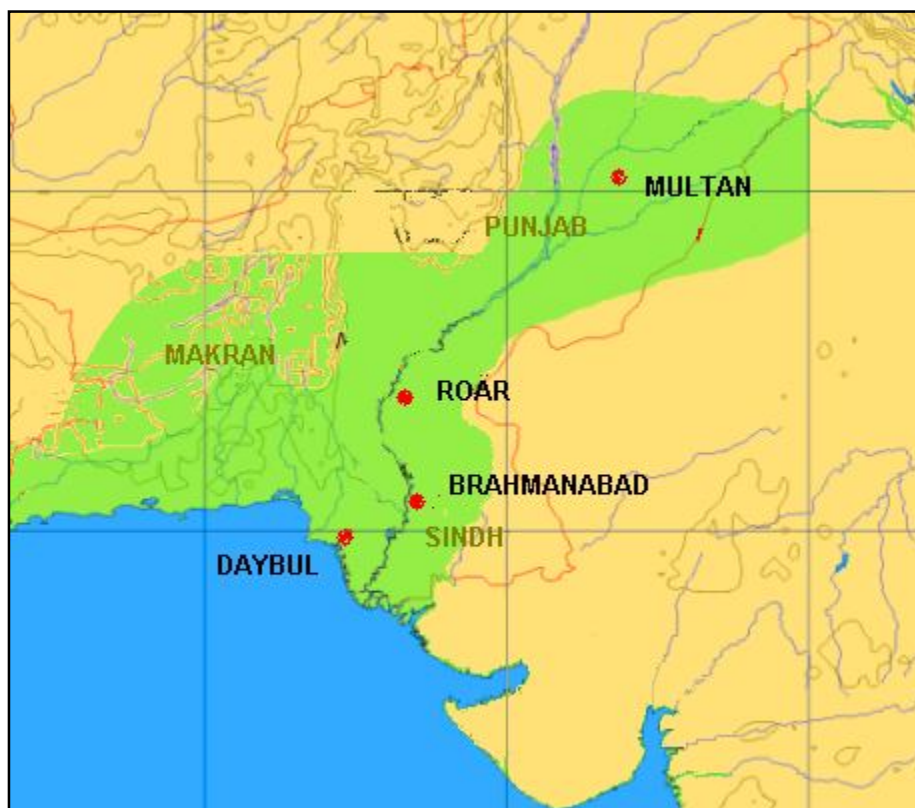 MULTAN
PUNJAB
MAKRAN
ROAR
BRAHMANABAD
SINDH
DAYBUL